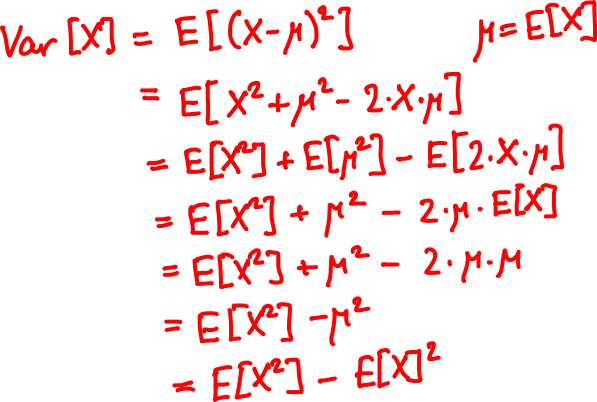 Var [X] = E[(X-μ)²] μ=E[X]
= E[X²+μ²-2·X·μ]
= E[X²]+E[μ²]-E[2·X·μ]
= E[X²] + μ² - 2·μ·E[X]
= E[X²] + μ² - 2·μ·μ
= E[X²] -μ²
= E[X²] - E[X]²